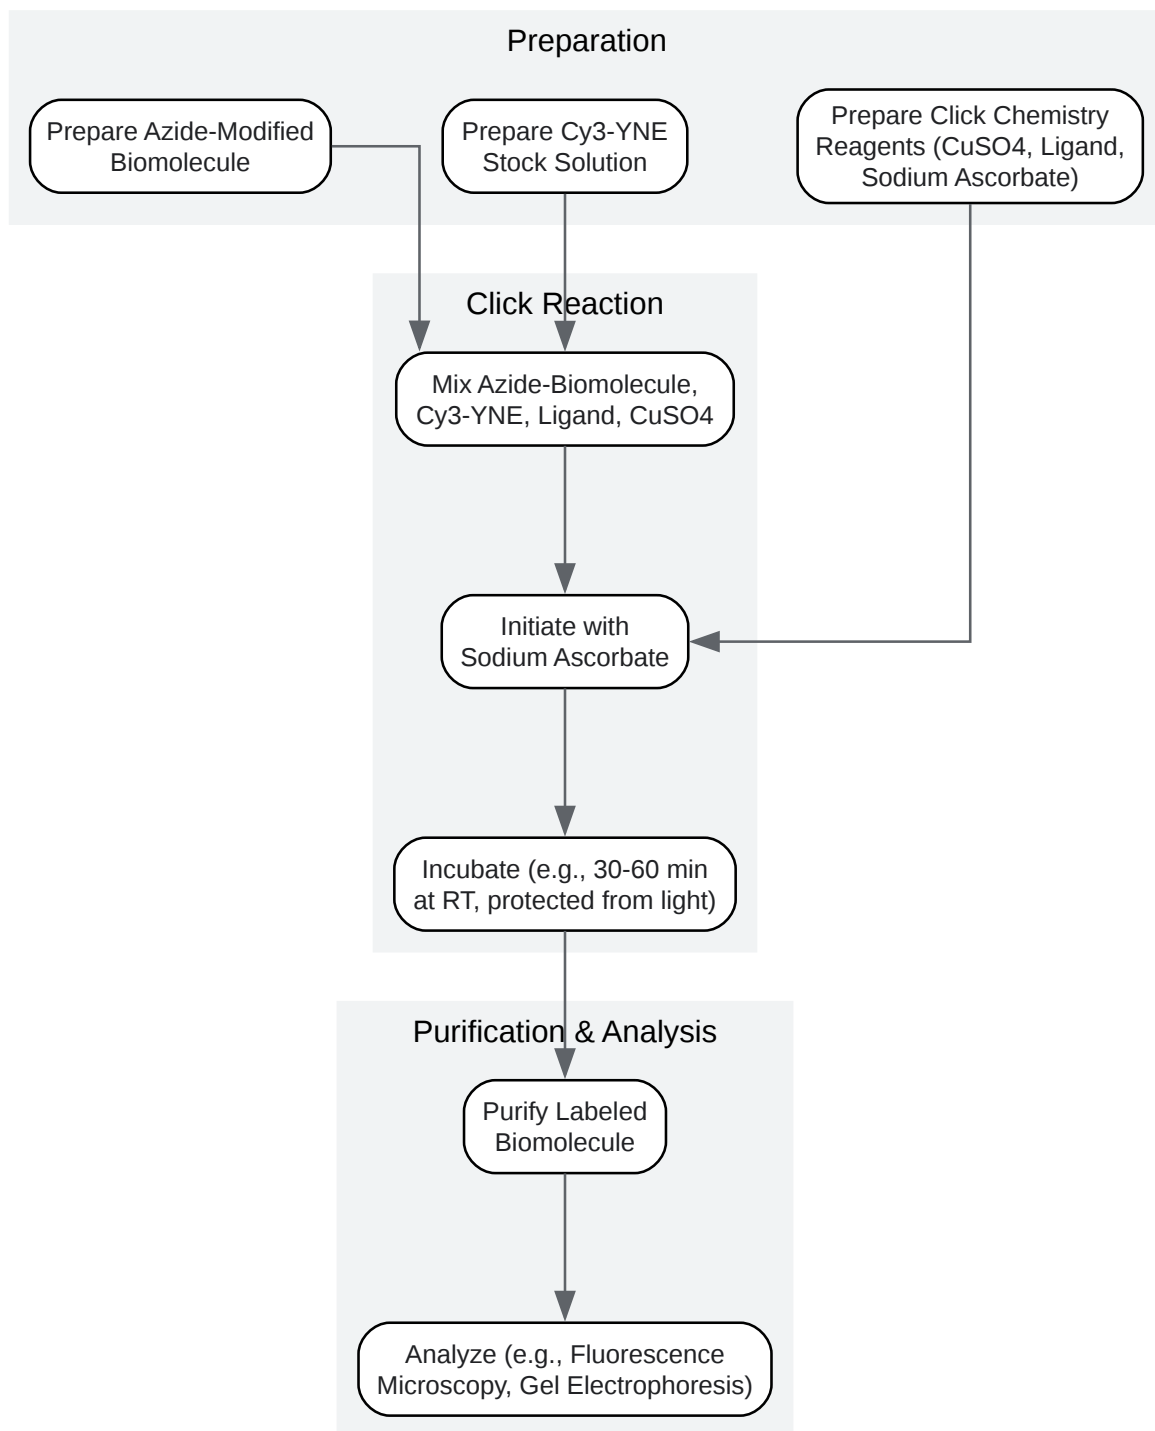 Preparation
Prepare Azide-Modified
Biomolecule
Prepare Cy3-YNE
Stock Solution
Prepare Click Chemistry
Reagents (CuSO4, Ligand,
Sodium Ascorbate)
Click Reaction
Mix Azide-Biomolecule,
Cy3-YNE, Ligand, CuSO4
Initiate with
Sodium Ascorbate
Incubate (e.g., 30-60 min
at RT, protected from light)
Purification & Analysis
Purify Labeled
Biomolecule
Analyze (e.g., Fluorescence
Microscopy, Gel Electrophoresis)